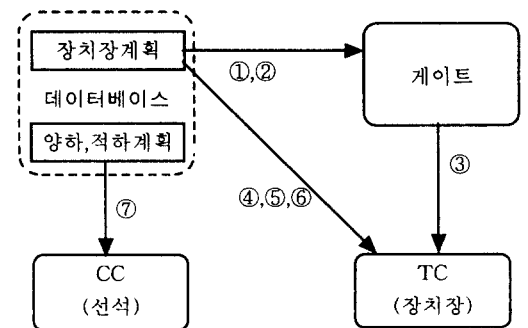 장치장계획
데이터베이스
양하,적하계획
①,②
게이트
③
④,⑤,⑥
⑦
CC
(선석)
TC
(장치장)